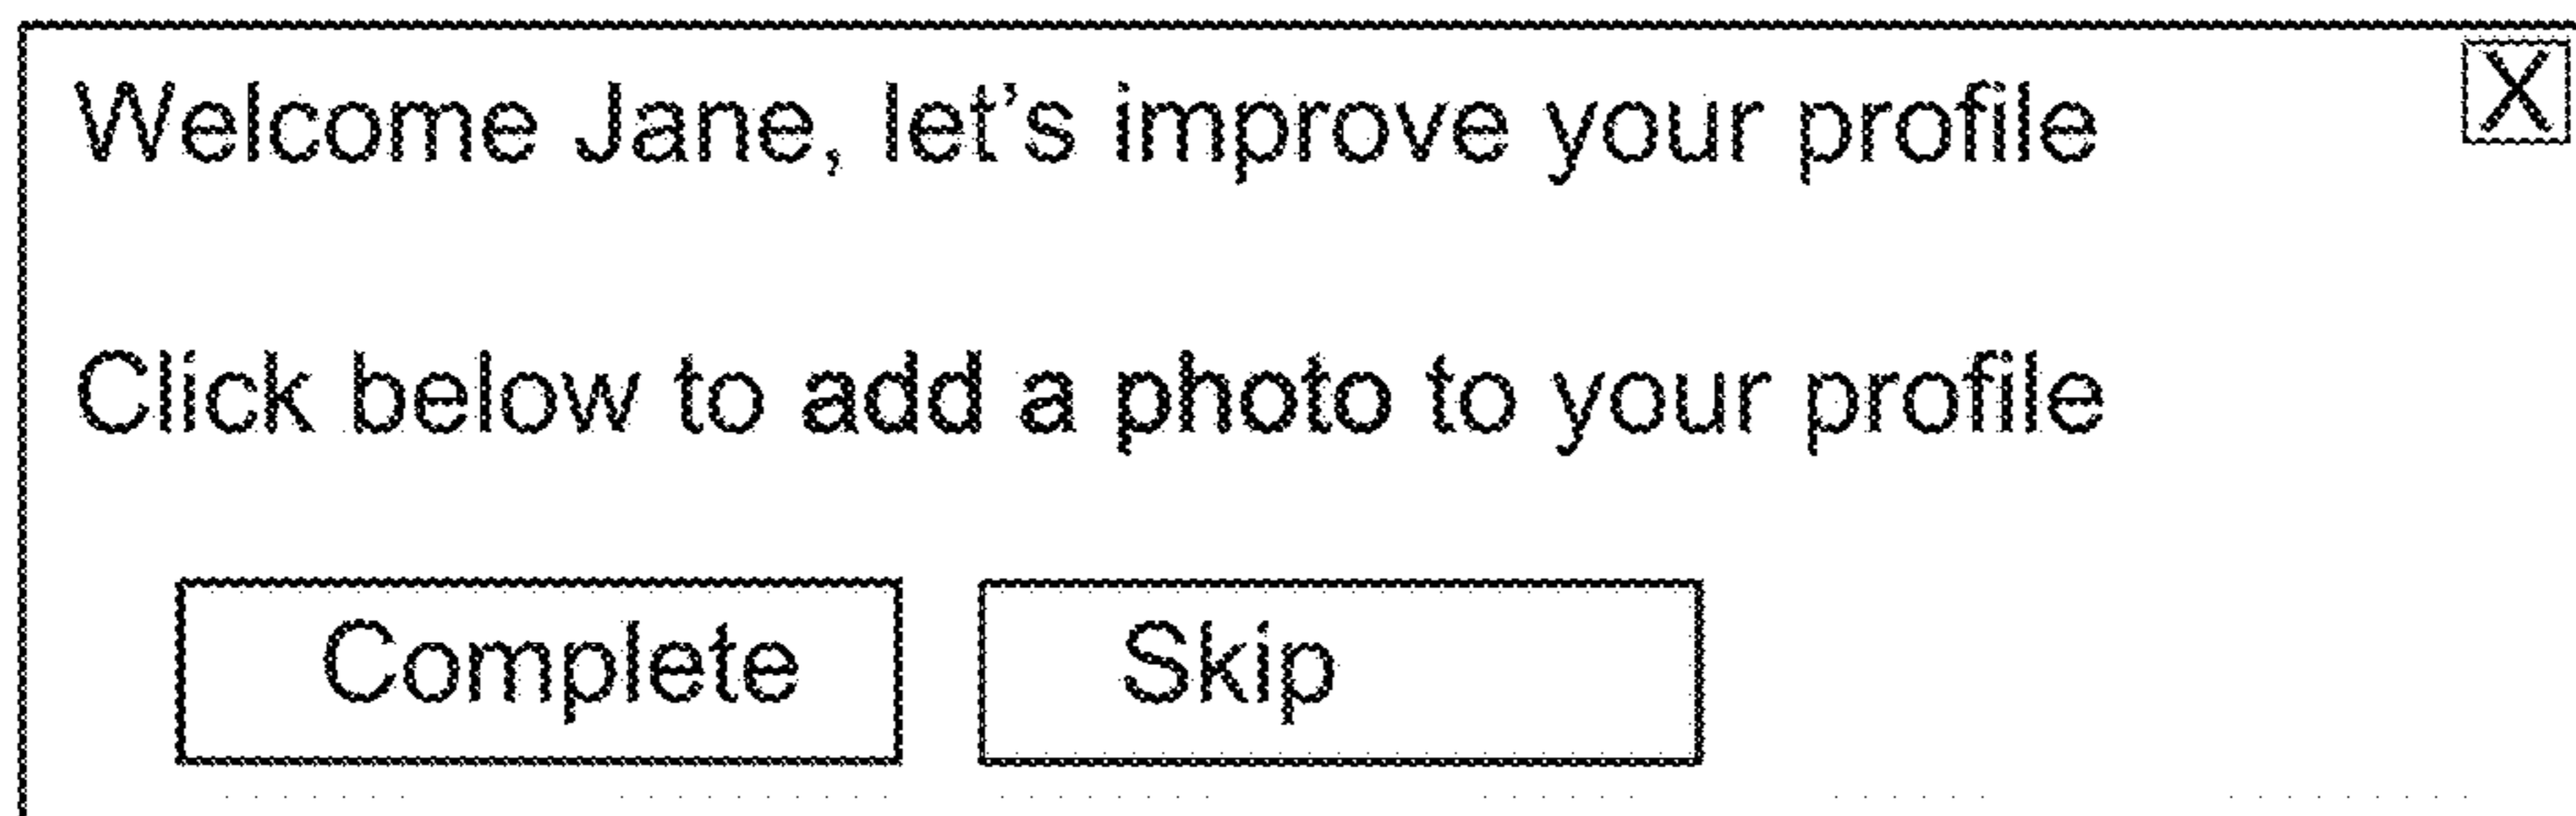 Welcome Jane, let's improve your profile X
Click below to add a photo to your profile
Complete Skip